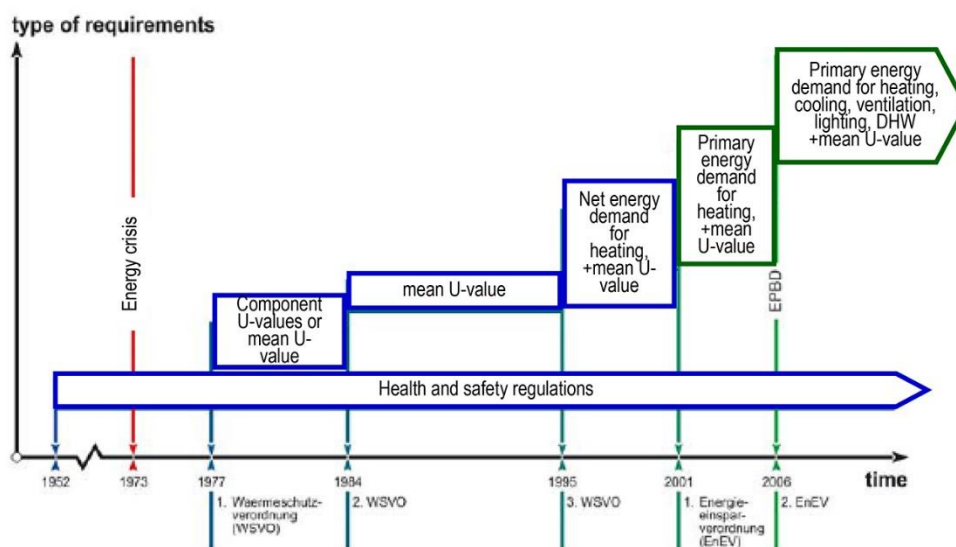 type of requirements
Primary energy
demand for heating,
cooling, ventilation,
lighting, DHW
+mean U-value
Primary
energy
demand
for
heating,
+mean
U-value
Net energy
demand
for
heating,
+mean U-
value
Energy crisis
mean U-value
EPBD
Component
U-values or
mean U-
value
Health and safety regulations
time
1952
1973
1977
1984
1995
2001
2006
1. Waermeschutz-
verordnung
(WSVO)
2. WSVO
3. WSVO
1. Energie-
einspar-
verordnung
(EnEV)
2. EnEV